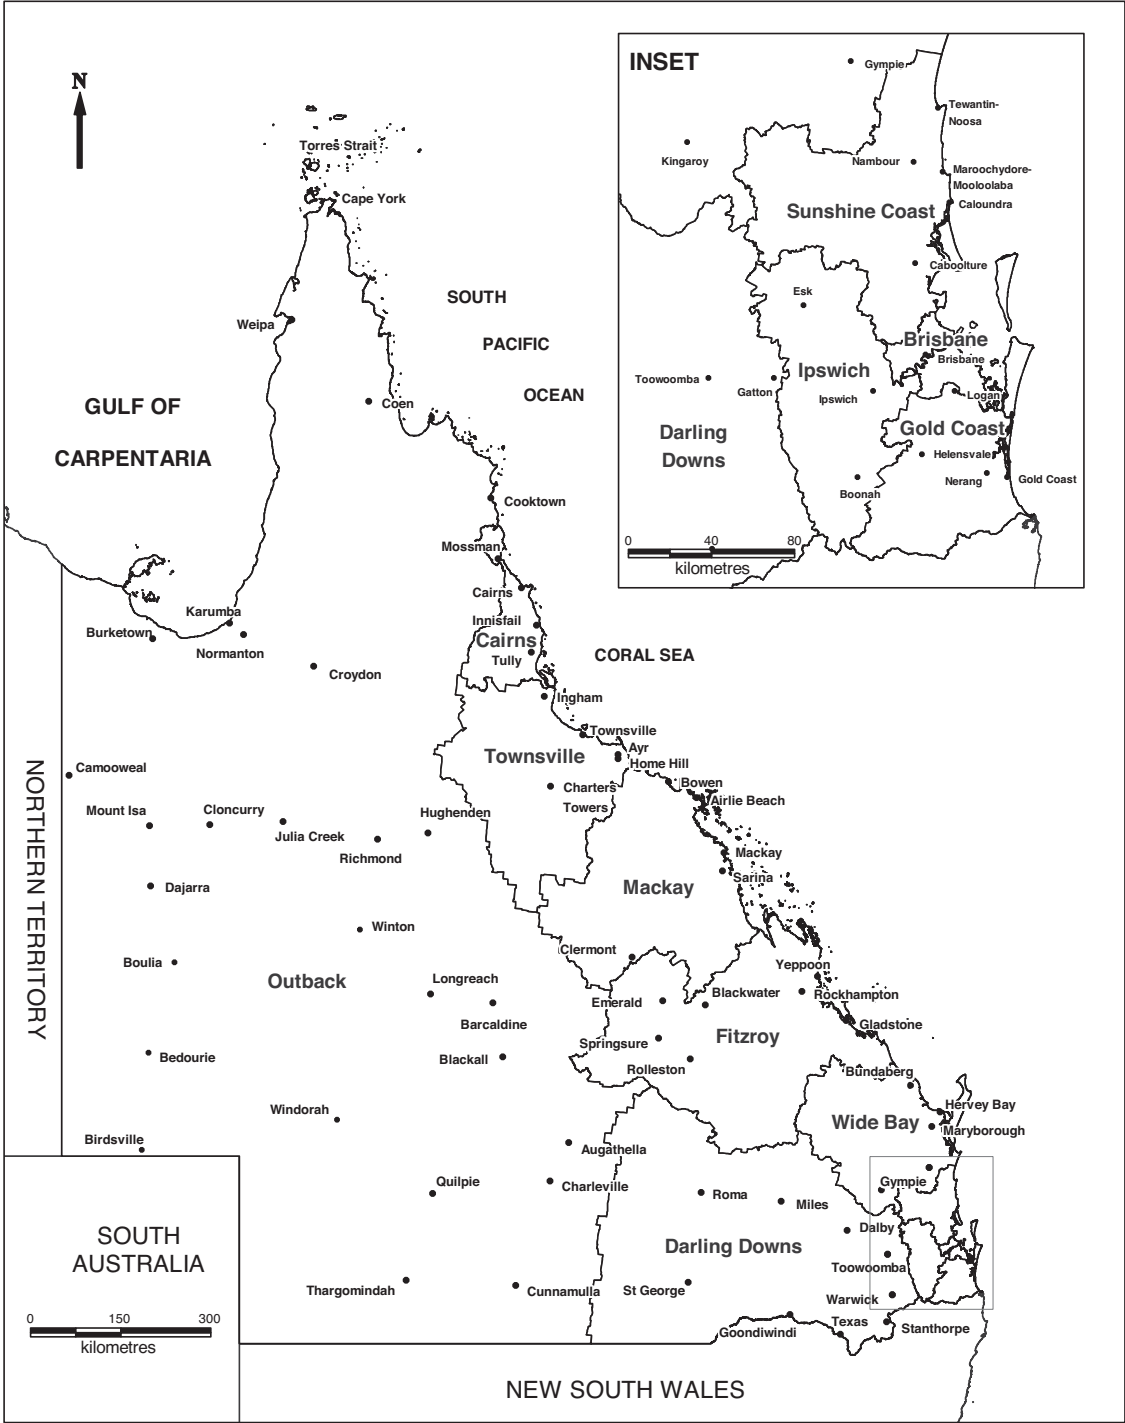 INSET
N
Gympie
Tewantin-
Noosa
Kingaroy
Nambour
Maroochydore-
Mooloolaba
Sunshine Coast
Caloundra
Caboolture
Esk
Brisbane
Brisbane
Ipswich
Toowoomba
Gatton
Ipswich
Logan
Gold Coast
Darling
Downs
Helensvale
Nerang
Gold Coast
Boonah
0
40
80
kilometres
Torres Strait
Cape York
SOUTH
PACIFIC
OCEAN
Weipa
GULF OF
CARPENTARIA
Coen
Cooktown
Mossman
Cairns
Karumba
Innisfail
Burketown
Cairns
Normanton
Tully
CORAL SEA
Croydon
Ingham
Townsville
Ayr
Townsville
Home Hill
NORTHERN TERRITORY
Camooweal
Charters
Towers
Bowen
Airlie Beach
Mount Isa
Cloncurry
Hughenden
Julia Creek
Richmond
Mackay
Sarina
Dajarra
Mackay
Winton
Clermont
Boulia
Yeppoon
Outback
Longreach
Emerald
Blackwater
Rockhampton
Barcaldine
Gladstone
Springsure
Fitzroy
Bedourie
Blackall
Rolleston
Bundaberg
Windorah
Hervey Bay
Wide Bay
Maryborough
Birdsville
Augathella
Quilpie
Charleville
Roma
Miles
Gympie
SOUTH
AUSTRALIA
Dalby
Darling Downs
Toowoomba
Thargomindah
Cunnamulla
St George
Warwick
0
150
300
kilometres
Goondiwindi
Texas
Stanthorpe
NEW SOUTH WALES